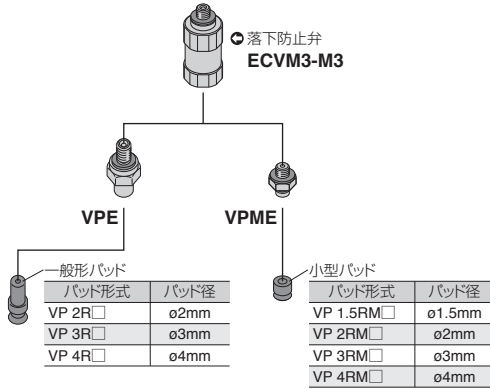 落下防止弁
ECVM3-M3
VPE
VPME
一般形パッド
パッド形式 パッド径
VP 2R□ ø2mm
VP 3R□ ø3mm
VP 4R□ ø4mm
小型パッド
パッド形式 パッド径
VP 1.5RM□ ø1.5mm
VP 2RM□ ø2mm
VP 3RM□ ø3mm
VP 4RM□ ø4mm